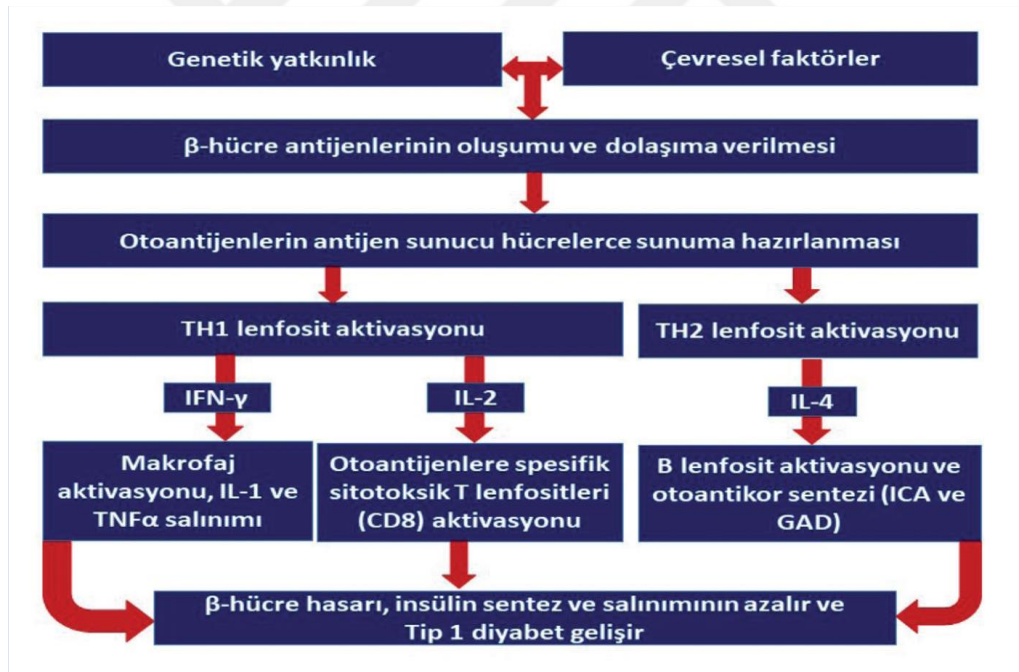 Genetik yatkınlık
Çevresel faktörler
β-hücre antijenlerinin oluşumu ve dolaşıma verilmesi
Otoantijenlerin antijen sunucu hücrelerce sunuma hazırlanması
TH1 lenfosit aktivasyonu
TH2 lenfosit aktivasyonu
IFN-γ
IL-2
IL-4
Makrofaj
aktivasyonu, IL-1 ve
TNFα salınımı
Otoantijenlere spesifik
sitotoksik T lenfositleri
(CD8) aktivasyonu
B lenfosit aktivasyonu ve
otoantikor sentezi (ICA ve
GAD)
β-hücre hasarı, insülin sentez ve salınımının azalır ve
Tip 1 diyabet gelişir